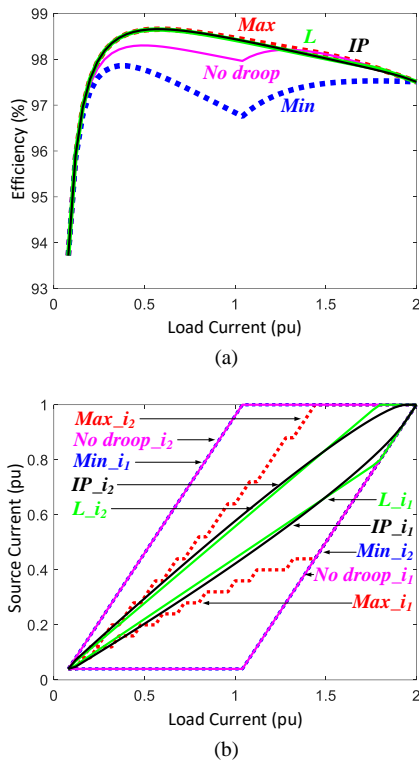 99
98
97
96
95
94
93
Efficiency (%)
Max
L
IP
No droop
Min
0
0.5
1
1.5
2
Load Current (pu)
(a)
1
0.8
0.6
0.4
0.2
0
Source Current (pu)
Max_i2
No droop_i2
Min_i1
IP_i2
L_i2
L_i1
IP_i1
Min_i2
No droop_i1
Max_i1
0
0.5
1
1.5
2
Load Current (pu)
(b)